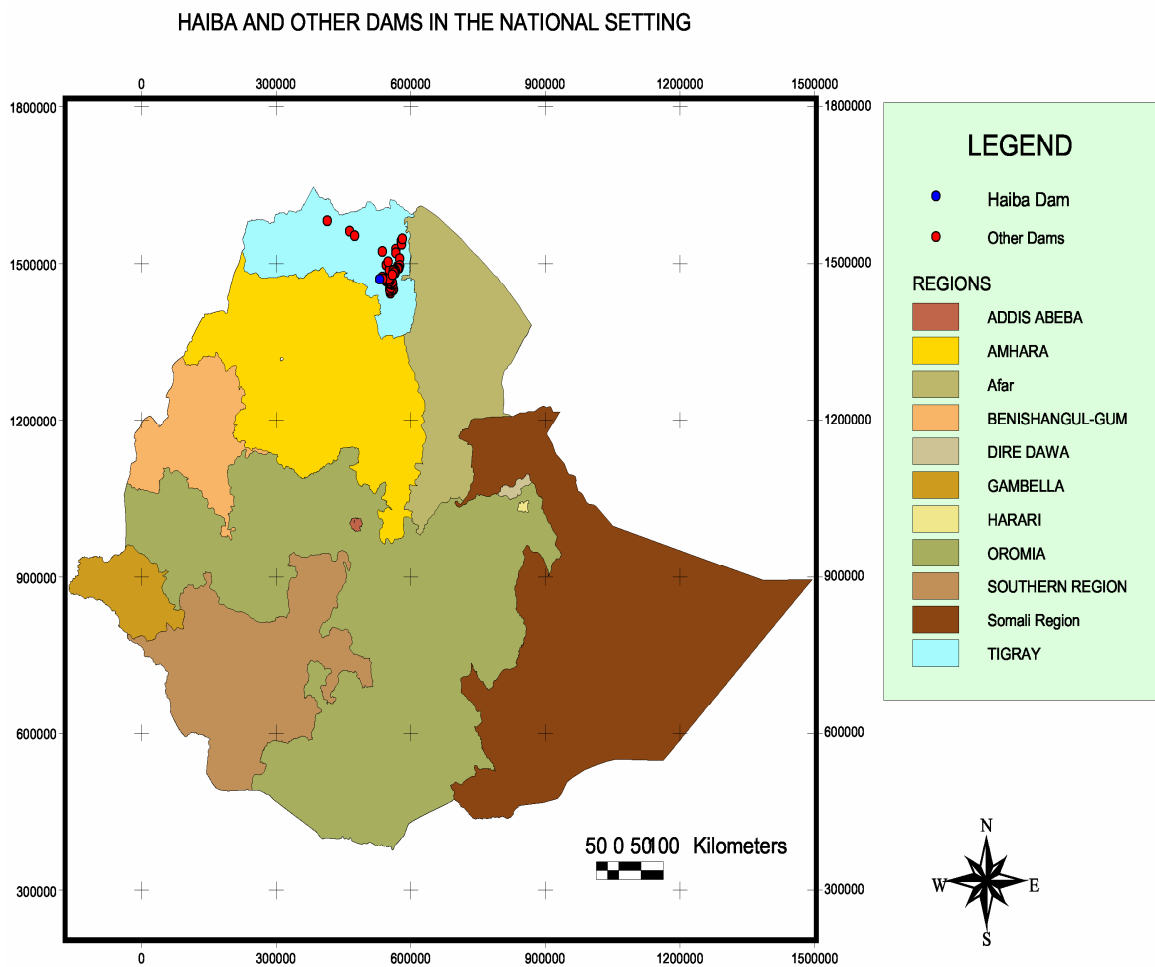 HAIBA AND OTHER DAMS IN THE NATIONAL SETTING
0 300000 600000 900000 1200000 1500000
1800000 1800000
1500000 1500000
1200000 1200000
900000 900000
600000 600000
300000 300000
0 300000 600000 900000 1200000 1500000
50 0 50100 Kilometers
LEGEND
Haiba Dam
Other Dams
REGIONS
ADDIS ABEBA
AMHARA
Afar
BENISHANGUL-GUM
DIRE DAWA
GAMBELLA
HARARI
OROMIA
SOUTHERN REGION
Somali Region
TIGRAY
N
W E
S